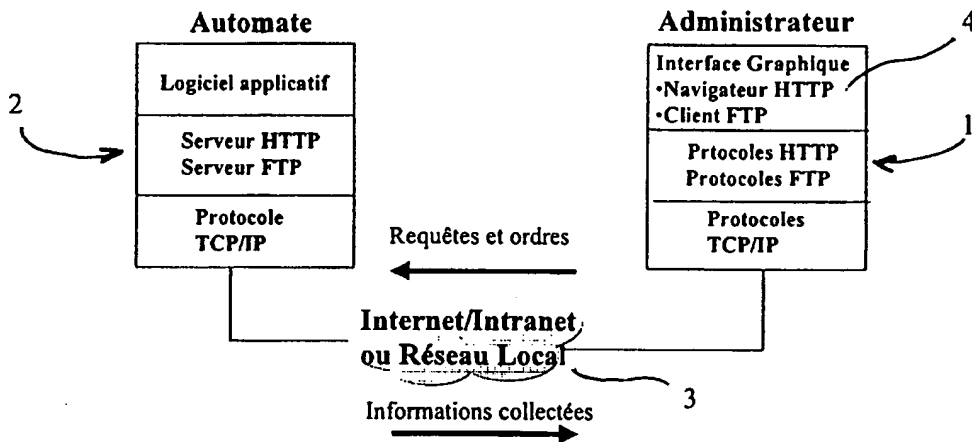 Automate
Administrateur
4
Logiciel applicatif
Interface Graphique
•Navigateur HTTP
•Client FTP
2
Serveur HTTP
Serveur FTP
1
Prtocoles HTTP
Protocoles FTP
Protocole
TCP/IP
Protocoles
TCP/IP
Requêtes et ordres
Internet/Intranet
ou Réseau Local
3
Informations collectées